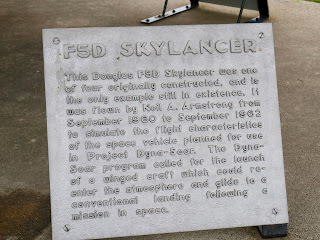 F5D SKYLANCER
This Douglas F5D Skylancer was one
of four originally constructed, and is
the only example still in existence. It
was flown by Neil A. Armstrong from
September 1960 to September 1962
to simulate the flight characteristics
of the space vehicle planned for use
in Project Dyna-Soar. The Dyna-
Soar program called for the launch
of a winged craft which could re-
enter the atmosphere and glide to a
conventional landing following a
mission in space.